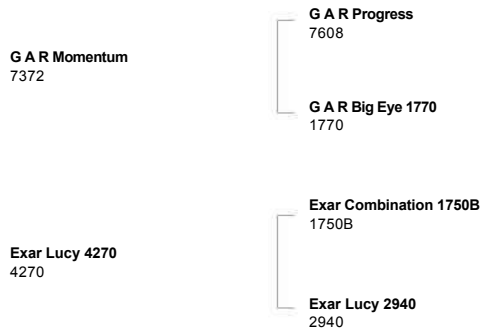 G A R Progress
7608
G A R Momentum
7372
G A R Big Eye 1770
1770
Exar Combination 1750B
1750B
Exar Lucy 4270
4270
Exar Lucy 2940
2940